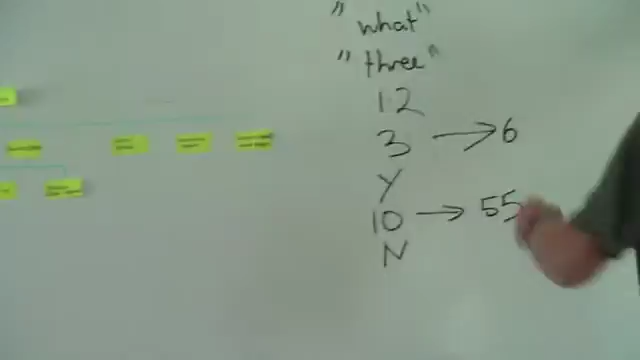 "what"
"three"
12
3 → 6
Y
10 → 55
N